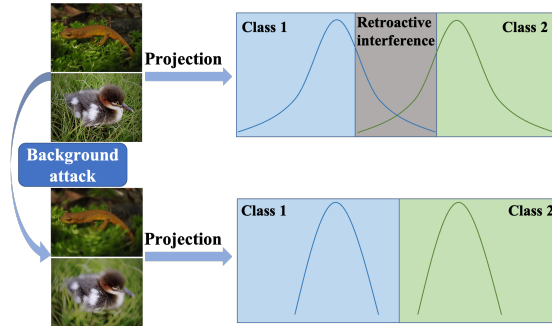 Projection
Class 1
Retroactive
interference
Class 2
Background
attack
Projection
Class 1
Class 2